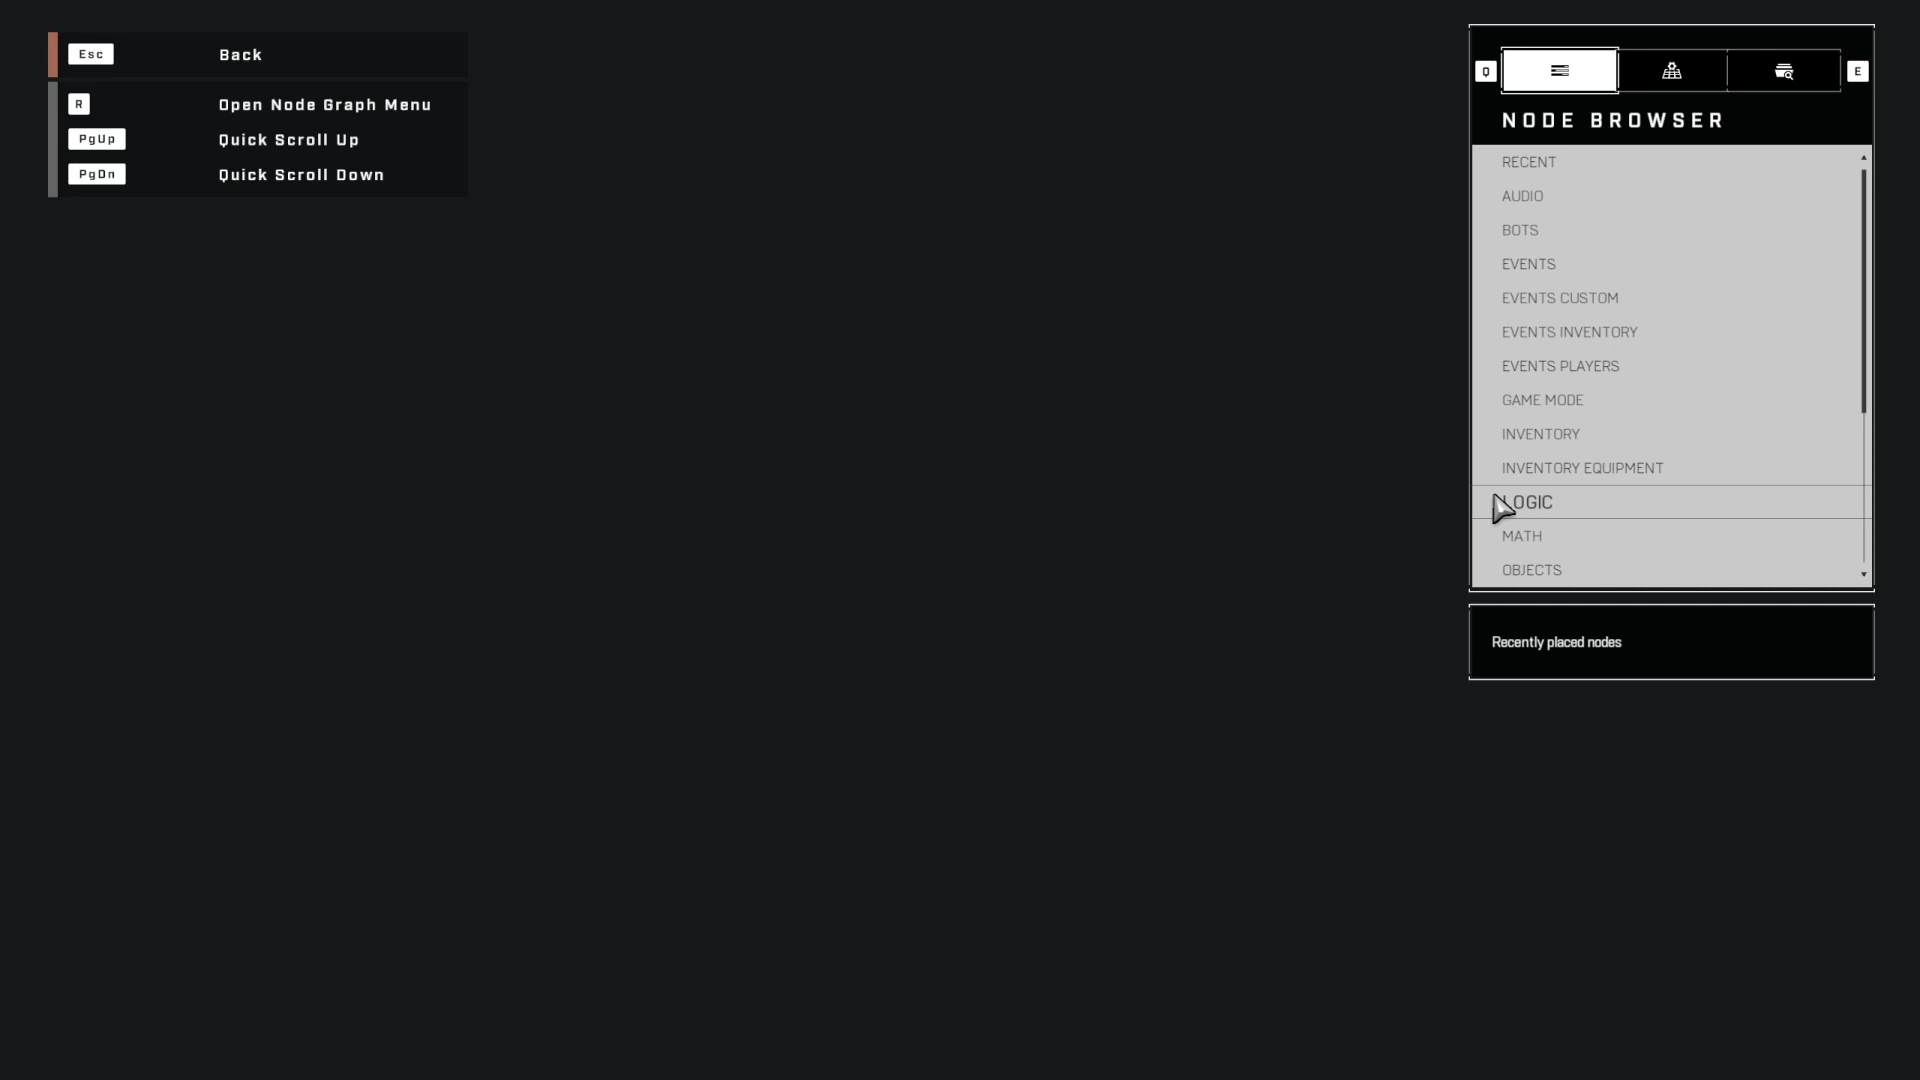 Esc Back
R Open Node Graph Menu
PgUp Quick Scroll Up
PgDn Quick Scroll Down
Q E
NODE BROWSER
RECENT
AUDIO
BOTS
EVENTS
EVENTS CUSTOM
EVENTS INVENTORY
EVENTS PLAYERS
GAME MODE
INVENTORY
INVENTORY EQUIPMENT
LOGIC
MATH
OBJECTS
Recently placed nodes